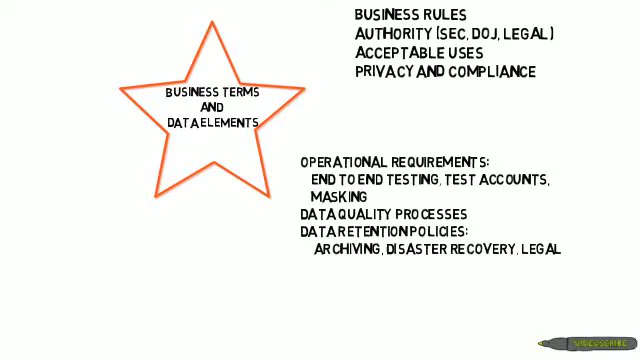 BUSINESS RULES
AUTHORITY (SEC, DOJ, LEGAL)
ACCEPTABLE USES
PRIVACY AND COMPLIANCE
BUSINESS TERMS
AND
DATA ELEMENTS
OPERATIONAL REQUIREMENTS:
END TO END TESTING, TEST ACCOUNTS,
MASKING
DATA QUALITY PROCESSES
DATA RETENTION POLICIES:
ARCHIVING, DISASTER RECOVERY, LEGAL
VIDEOSCRIBE